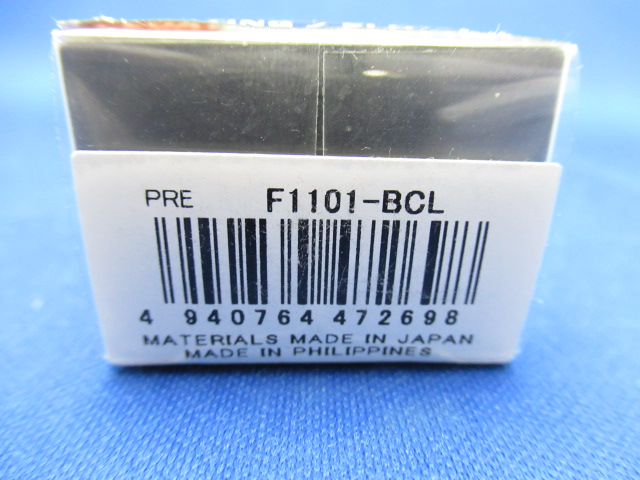 PRE F1101-BCL
4 940764 472698
MATERIALS MADE IN JAPAN
MADE IN PHILIPPINES